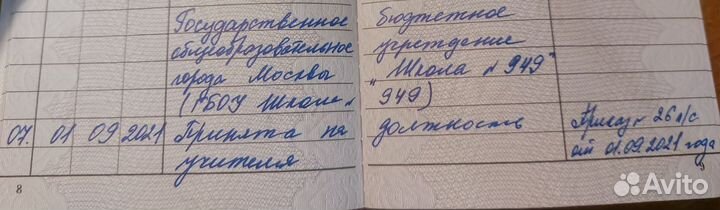 Государственное бюджетное
общеобразовательное учреждение
города Москвы "Школа № 949"
(ГБОУ Школа № 949)
07. 01 09 2021 Принята на должность Приказ № 26 л/с
учителя от 01.09.2021 года
8
Avito